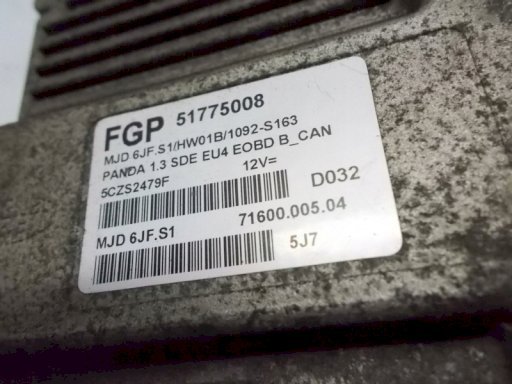 FGP 51775008
MJD 6JF.S1/HW01B/1092-S163
PANDA 1.3 SDE EU4 EOBD B_CAN
5CZS2479F 12V=
D032
MJD 6JF.S1 71600.005.04
5J7